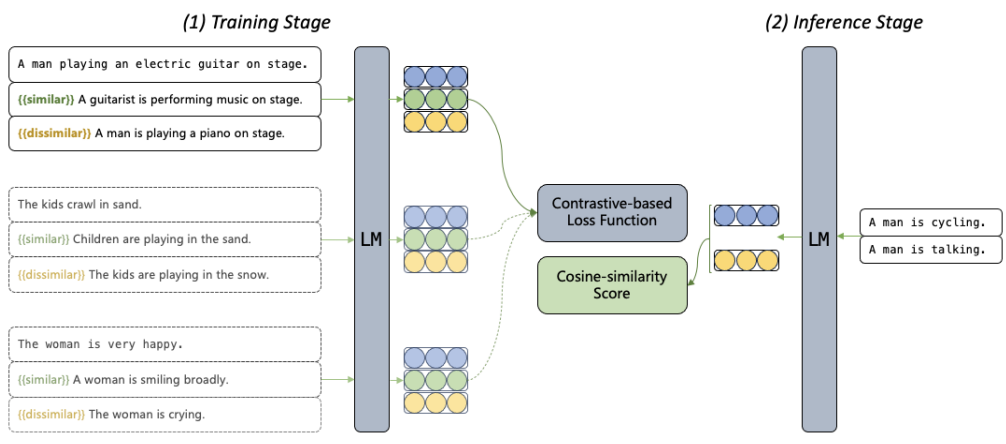 (1) Training Stage
(2) Inference Stage
A man playing an electric guitar on stage.
{{similar}} A guitarist is performing music on stage.
{{dissimilar}} A man is playing a piano on stage.
The kids crawl in sand.
{{similar}} Children are playing in the sand.
{{dissimilar}} The kids are playing in the snow.
The woman is very happy.
{{similar}} A woman is smiling broadly.
{{dissimilar}} The woman is crying.
LM
Contrastive-based
Loss Function
Cosine-similarity
Score
LM
A man is cycling.
A man is talking.